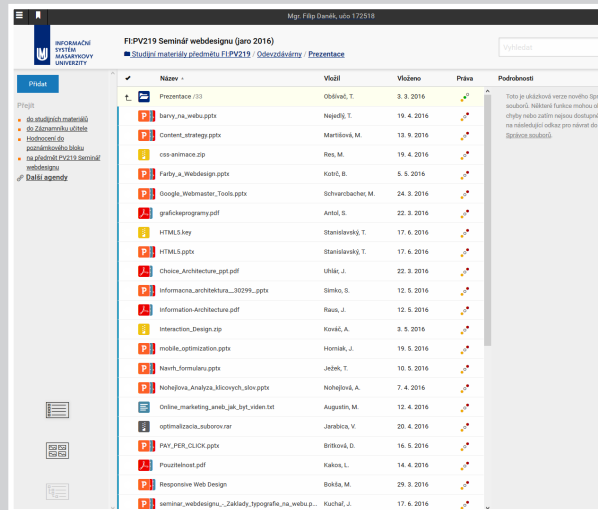 Mgr. Filip Daněk, učo 172518
INFORMAČNÍ
SYSTÉM
MASARYKOVY
UNIVERZITY
FI:PV219 Seminář webdesignu (jaro 2016)
Studijní materiály předmětu FI:PV219 / Odevzdávárny / Prezentace
Vyhledat
Přidat
Přejít
do studijních materiálů
do Záznamníku učitele
Hodnocení do
poznámkového bloku
na předmět PV219 Seminář
webdesignu
Další agendy
Název Vložil Vloženo Práva Podrobnosti
Prezentace /33 Obšívač, T. 3. 3. 2016
barvy_na_webu.pptx Nejedlý, T. 19. 4. 2016
Content_strategy.pptx Martišová, M. 13. 9. 2016
css-animace.zip Res, M. 19. 4. 2016
Farby_a_Webdesign.pptx Kotrč, B. 5. 5. 2016
Google_Webmaster_Tools.pptx Schvarcbacher, M. 24. 3. 2016
grafickeprogramy.pdf Antol, S. 22. 3. 2016
HTML5.key Stanislavský, T. 17. 6. 2016
HTML5.pptx Stanislavský, T. 17. 6. 2016
Choice_Architecture_ppt.pdf Uhlár, J. 22. 3. 2016
Informacna_architektura__30299_.pptx Simko, S. 12. 5. 2016
Information-Architecture.pdf Raus, J. 12. 5. 2016
Interaction_Design.zip Kováč, A. 3. 5. 2016
mobile_optimization.pptx Horniak, J. 19. 5. 2016
Navrh_formularu.pptx Ježek, T. 10. 5. 2016
Nohejlova_Analyza_klicovych_slov.pptx Nohejlová, A. 7. 4. 2016
Online_marketing_aneb_jak_byt_viden.txt Augustín, M. 12. 4. 2016
optimalizacia_suborov.rar Jarabica, V. 20. 4. 2016
PAY_PER_CLICK.pptx Britková, D. 16. 5. 2016
Pouzitelnost.pdf Kakos, L. 14. 4. 2016
Responsive Web Design Bokša, M. 29. 3. 2016
seminar_webdesignu_-_Zaklady_typografie_na_webu.p... Kuchař, J. 17. 6. 2016
Toto je ukázková verze nového Sp
souborů. Některé funkce mohou o
chyby nebo zatím nejsou dostupné
na následující odkaz pro návrat do
Správce souborů.